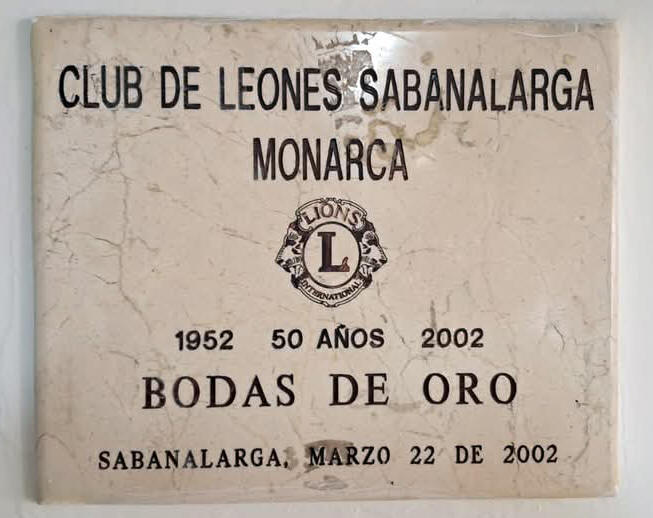 CLUB DE LEONES SABANALARGA
MONARCA
LIONS
L
INTERNATIONAL
1952 50 AÑOS 2002
BODAS DE ORO
SABANALARGA, MARZO 22 DE 2002